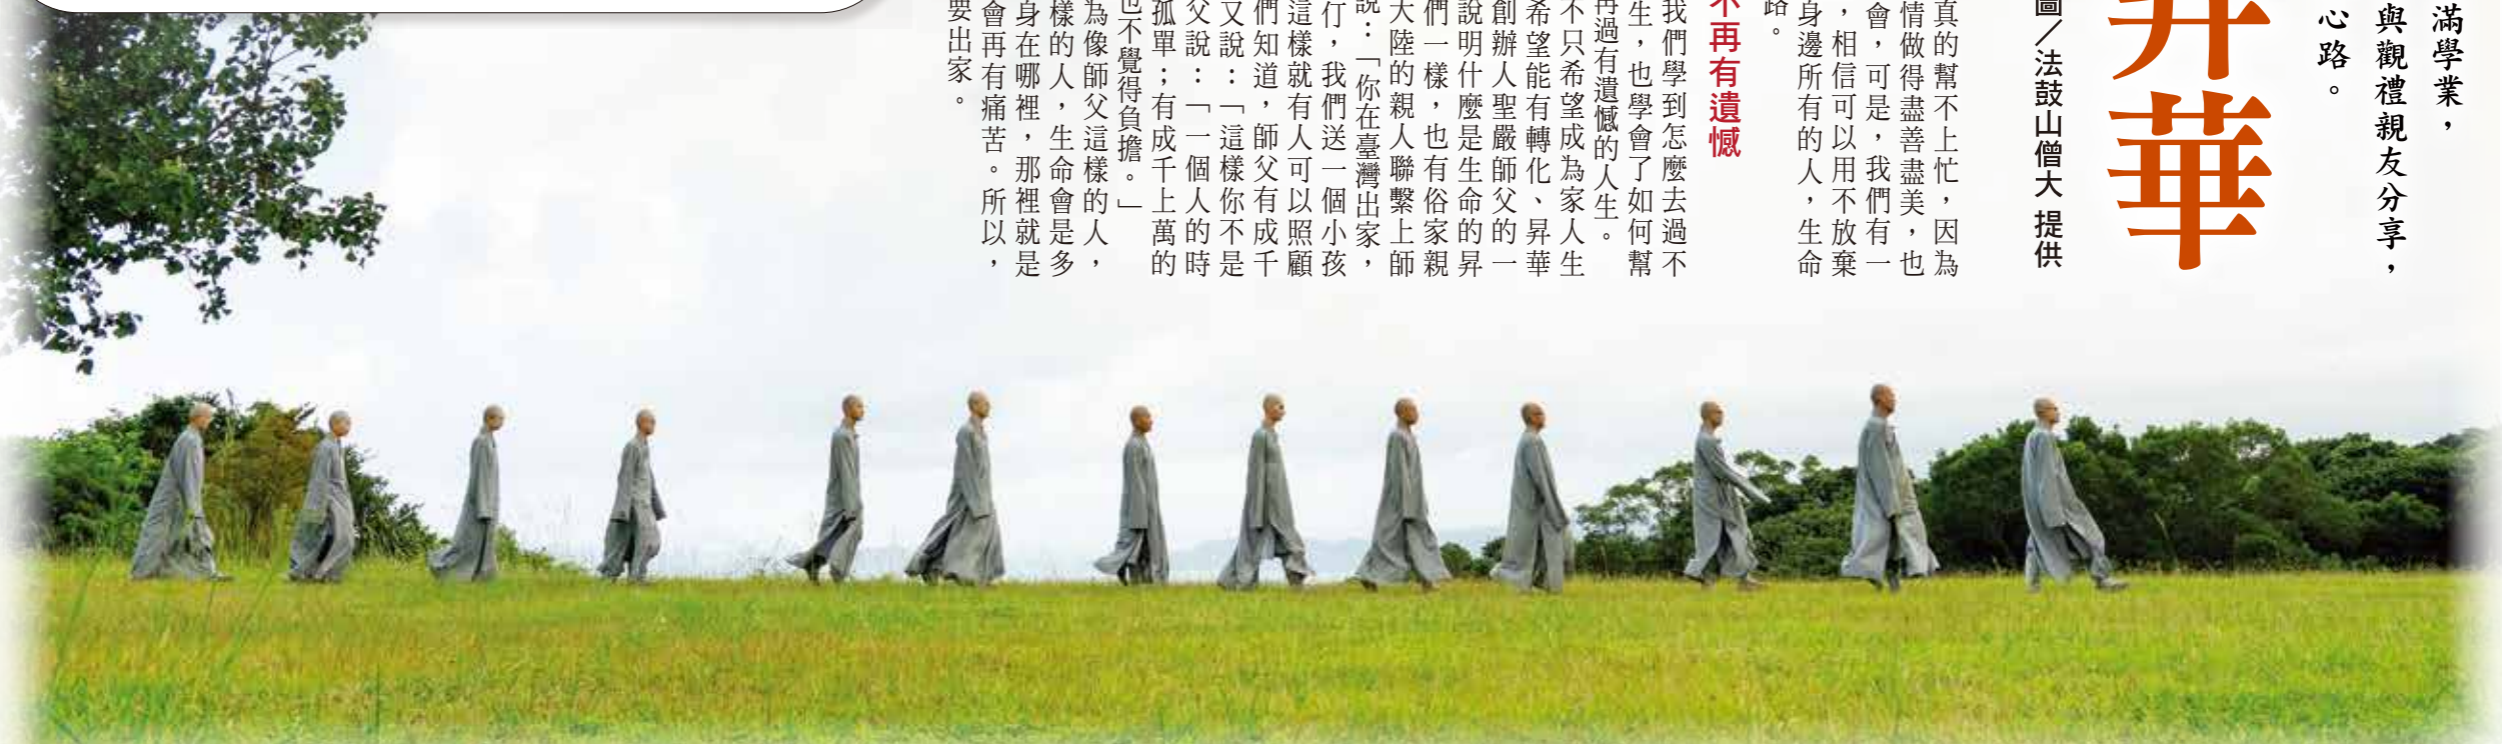 滿學業，
與觀禮親友分享，
心路。
昇華
圖／法鼓山僧大 提供
真的幫不上忙，因為
情做得盡善盡美，也
會，可是，我們有一
，相信可以用不放棄
身邊所有的人，生命
路。
不再有遺憾
我們學到怎麼去過不
生，也學會了如何幫
再過有遺憾的人生。
不只希望成為家人生
希望能有轉化、昇華
創辦人聖嚴師父的一
說明什麼是生命的昇
們一樣，也有俗家親
大陸的親人聯繫上師
說：「你在臺灣出家，
仃，我們送一個小孩
這樣就有人可以照顧
們知道，師父有成千
又說：「這樣你不是
父說：「一個人的時
孤單；有成千上萬的
也不覺得負擔。」
為像師父這樣的人，
樣的人，生命會是多
身在哪裡，那裡就是
會再有痛苦。所以，
要出家。